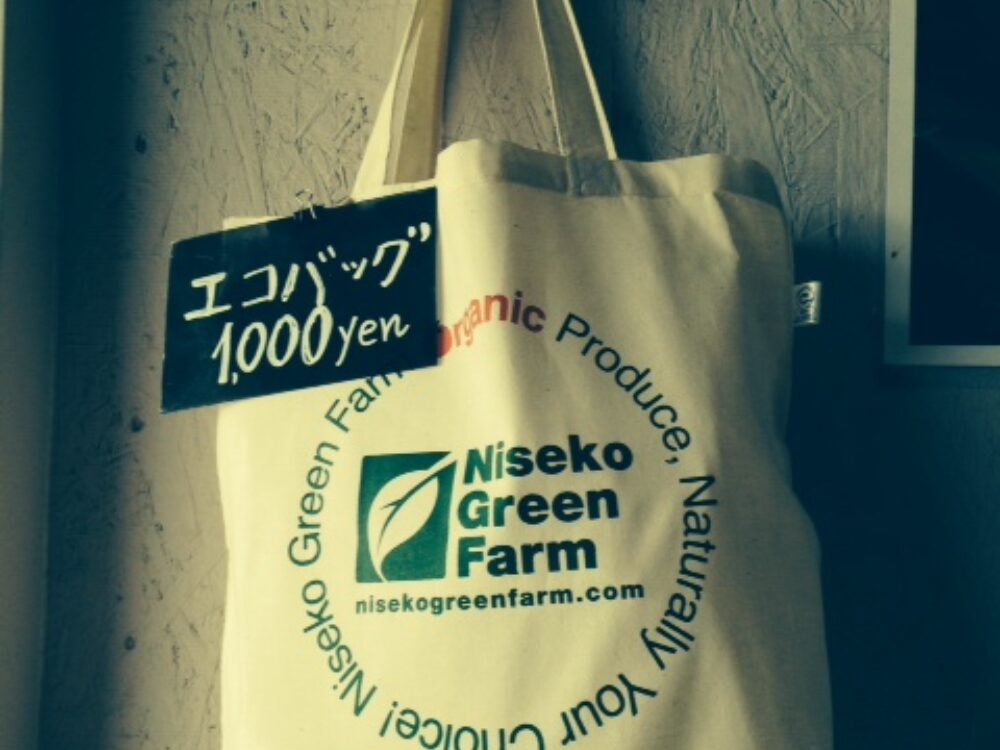 エコバッグ
1,000yen
Organic Produce, Naturally Your Choice! Niseko Green Farm
Niseko
Green
Farm
nisekogreenfarm.com